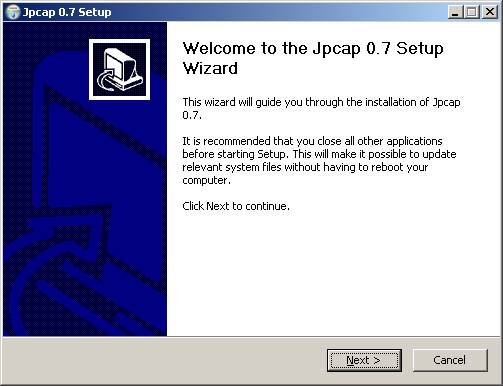 Jpcap 0.7 Setup
Welcome to the Jpcap 0.7 Setup
Wizard
This wizard will guide you through the installation of Jpcap
0.7.
It is recommended that you close all other applications
before starting Setup. This will make it possible to update
relevant system files without having to reboot your
computer.
Click Next to continue.
Next >
Cancel